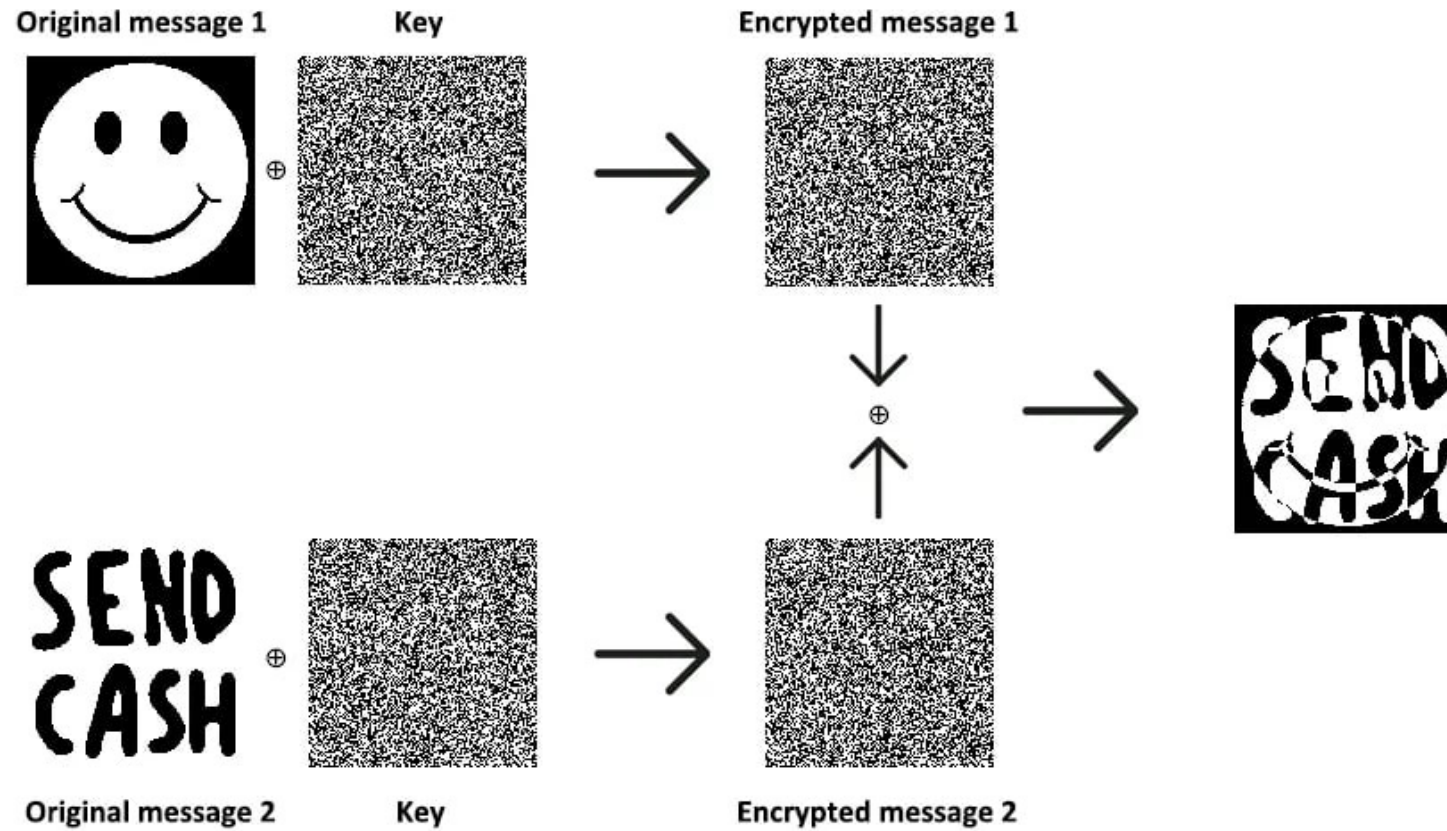 Original message 1
Key
Encrypted message 1
⊕
⊕
SEND
CASH
SEND
CASH
⊕
Original message 2
Key
Encrypted message 2